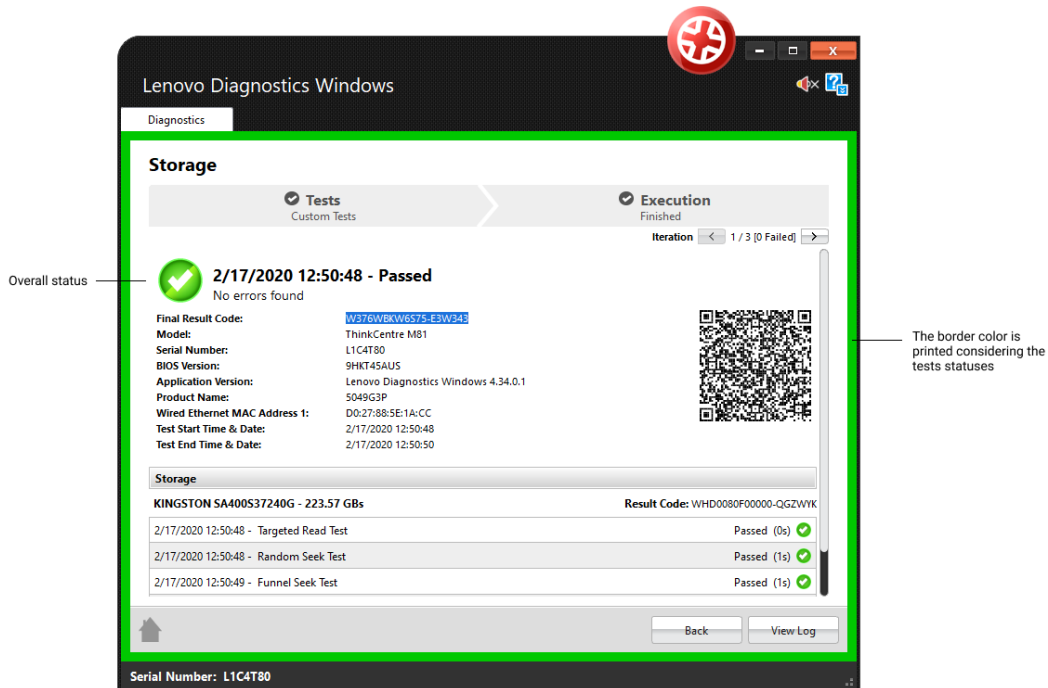 Lenovo Diagnostics Windows
Diagnostics
Storage
Tests
Custom Tests
Execution
Finished
Iteration < 1 / 3 [0 Failed] >
Overall status
2/17/2020 12:50:48 - Passed
No errors found
Final Result Code: W376WBKW6S75-E3W343
Model: ThinkCentre M81
Serial Number: L1C4T80
BIOS Version: 9HKT45AUS
Application Version: Lenovo Diagnostics Windows 4.34.0.1
Product Name: 5049G3P
Wired Ethernet MAC Address 1: D0:27:88:5E:1A:CC
Test Start Time & Date: 2/17/2020 12:50:48
Test End Time & Date: 2/17/2020 12:50:50
The border color is
printed considering the
tests statuses
Storage
KINGSTON SA400S37240G - 223.57 GBs Result Code: WHD0080F00000-QGZWYK
2/17/2020 12:50:48 - Targeted Read Test Passed (0s)
2/17/2020 12:50:48 - Random Seek Test Passed (1s)
2/17/2020 12:50:49 - Funnel Seek Test Passed (1s)
Back
View Log
Serial Number: L1C4T80